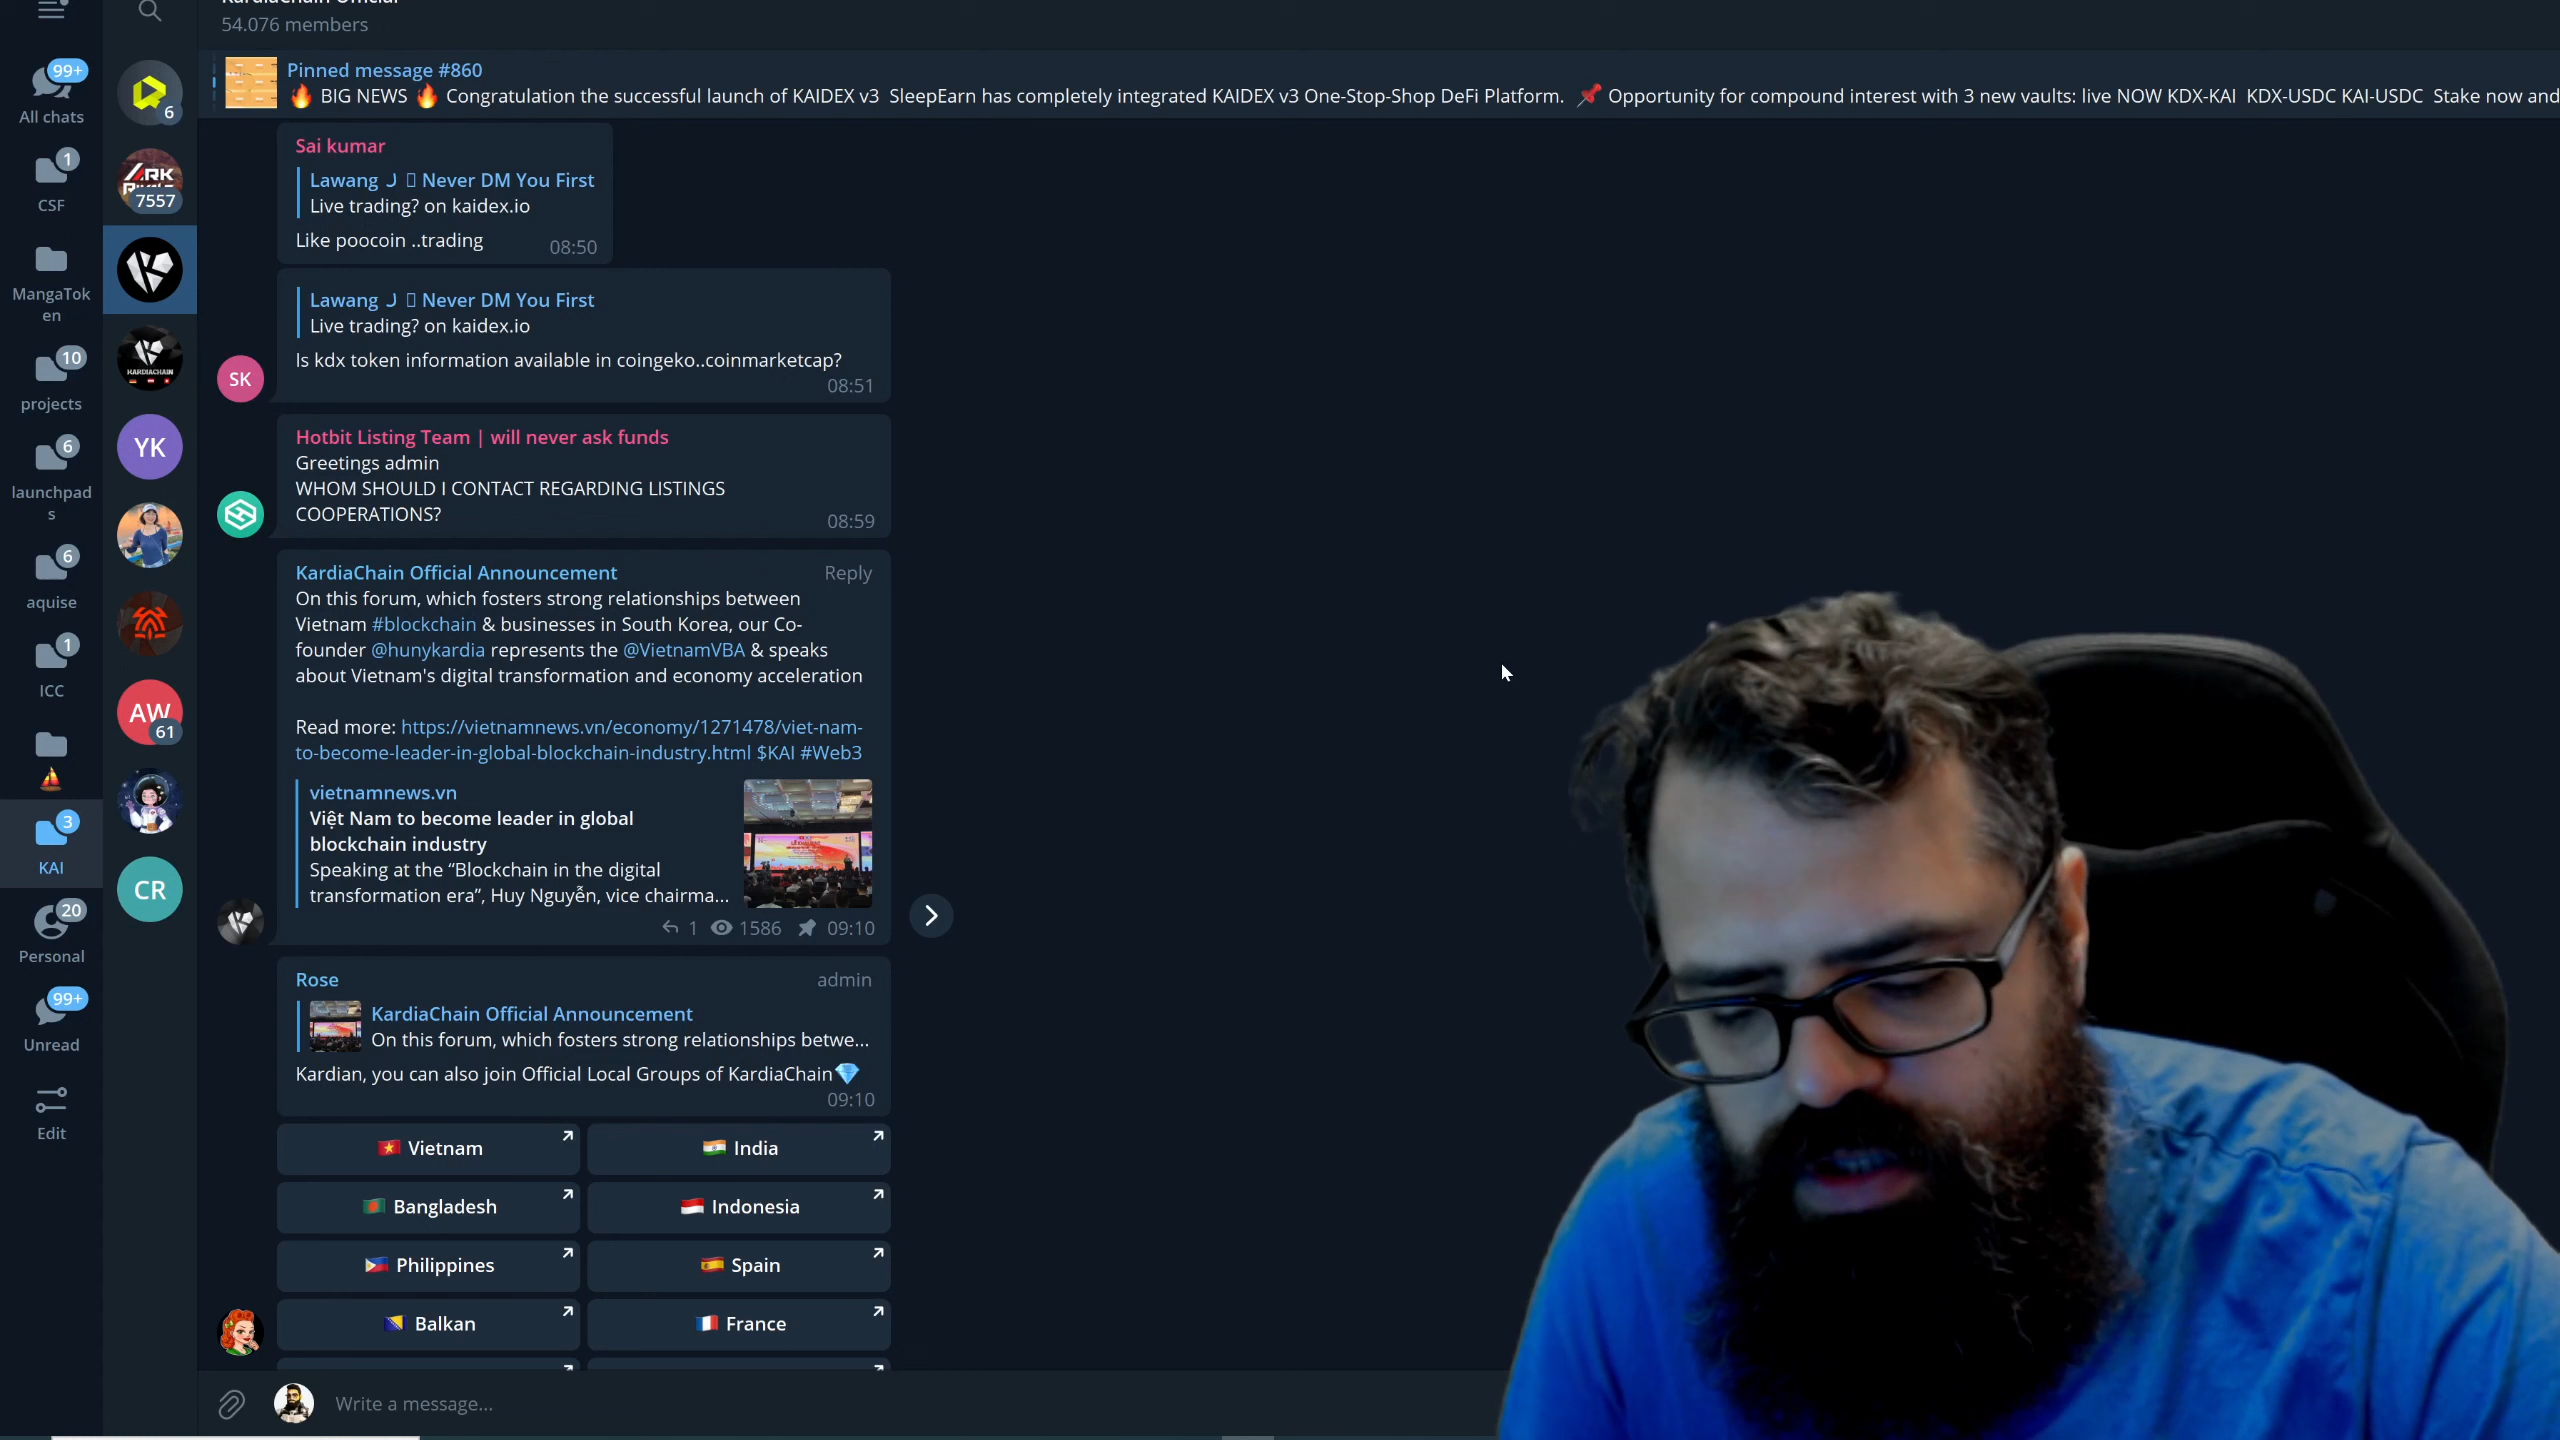 54.076 members
Pinned message #860
🔥 BIG NEWS 🔥 Congratulation the successful launch of KAIDEX v3 SleepEarn has completely integrated KAIDEX v3 One-Stop-Shop DeFi Platform. 📌 Opportunity for compound interest with 3 new vaults: live NOW KDX-KAI KDX-USDC KAI-USDC Stake now and
99+
All chats
1
CSF
MangaTok
en
10
projects
6
launchpad
s
6
aquise
1
ICC
⛵
3
KAI
20
Personal
99+
Unread
Edit
6
ARK
7557
KARDIACHAIN
YK
AW
61
CR
Sai kumar
Lawang Never DM You First
Live trading? on kaidex.io
Like poocoin ..trading
08:50
Lawang Never DM You First
Live trading? on kaidex.io
Is kdx token information available in coingeko..coinmarketcap?
08:51
SK
Hotbit Listing Team | will never ask funds
Greetings admin
WHOM SHOULD I CONTACT REGARDING LISTINGS
COOPERATIONS?
08:59
KardiaChain Official Announcement Reply
On this forum, which fosters strong relationships between
Vietnam #blockchain & businesses in South Korea, our Co-
founder @hunykardia represents the @VietnamVBA & speaks
about Vietnam's digital transformation and economy acceleration
Read more: https://vietnamnews.vn/economy/1271478/viet-nam-
to-become-leader-in-global-blockchain-industry.html $KAI #Web3
vietnamnews.vn
Việt Nam to become leader in global
blockchain industry
Speaking at the “Blockchain in the digital
transformation era”, Huy Nguyễn, vice chairma...
1 1586 09:10
Rose admin
KardiaChain Official Announcement
On this forum, which fosters strong relationships betwe...
Kardian, you can also join Official Local Groups of KardiaChain💎
09:10
🇻🇳 Vietnam
🇮🇳 India
🇧🇩 Bangladesh
🇮🇩 Indonesia
🇵🇭 Philippines
🇪🇸 Spain
🇧🇦 Balkan
🇫🇷 France
Write a message...